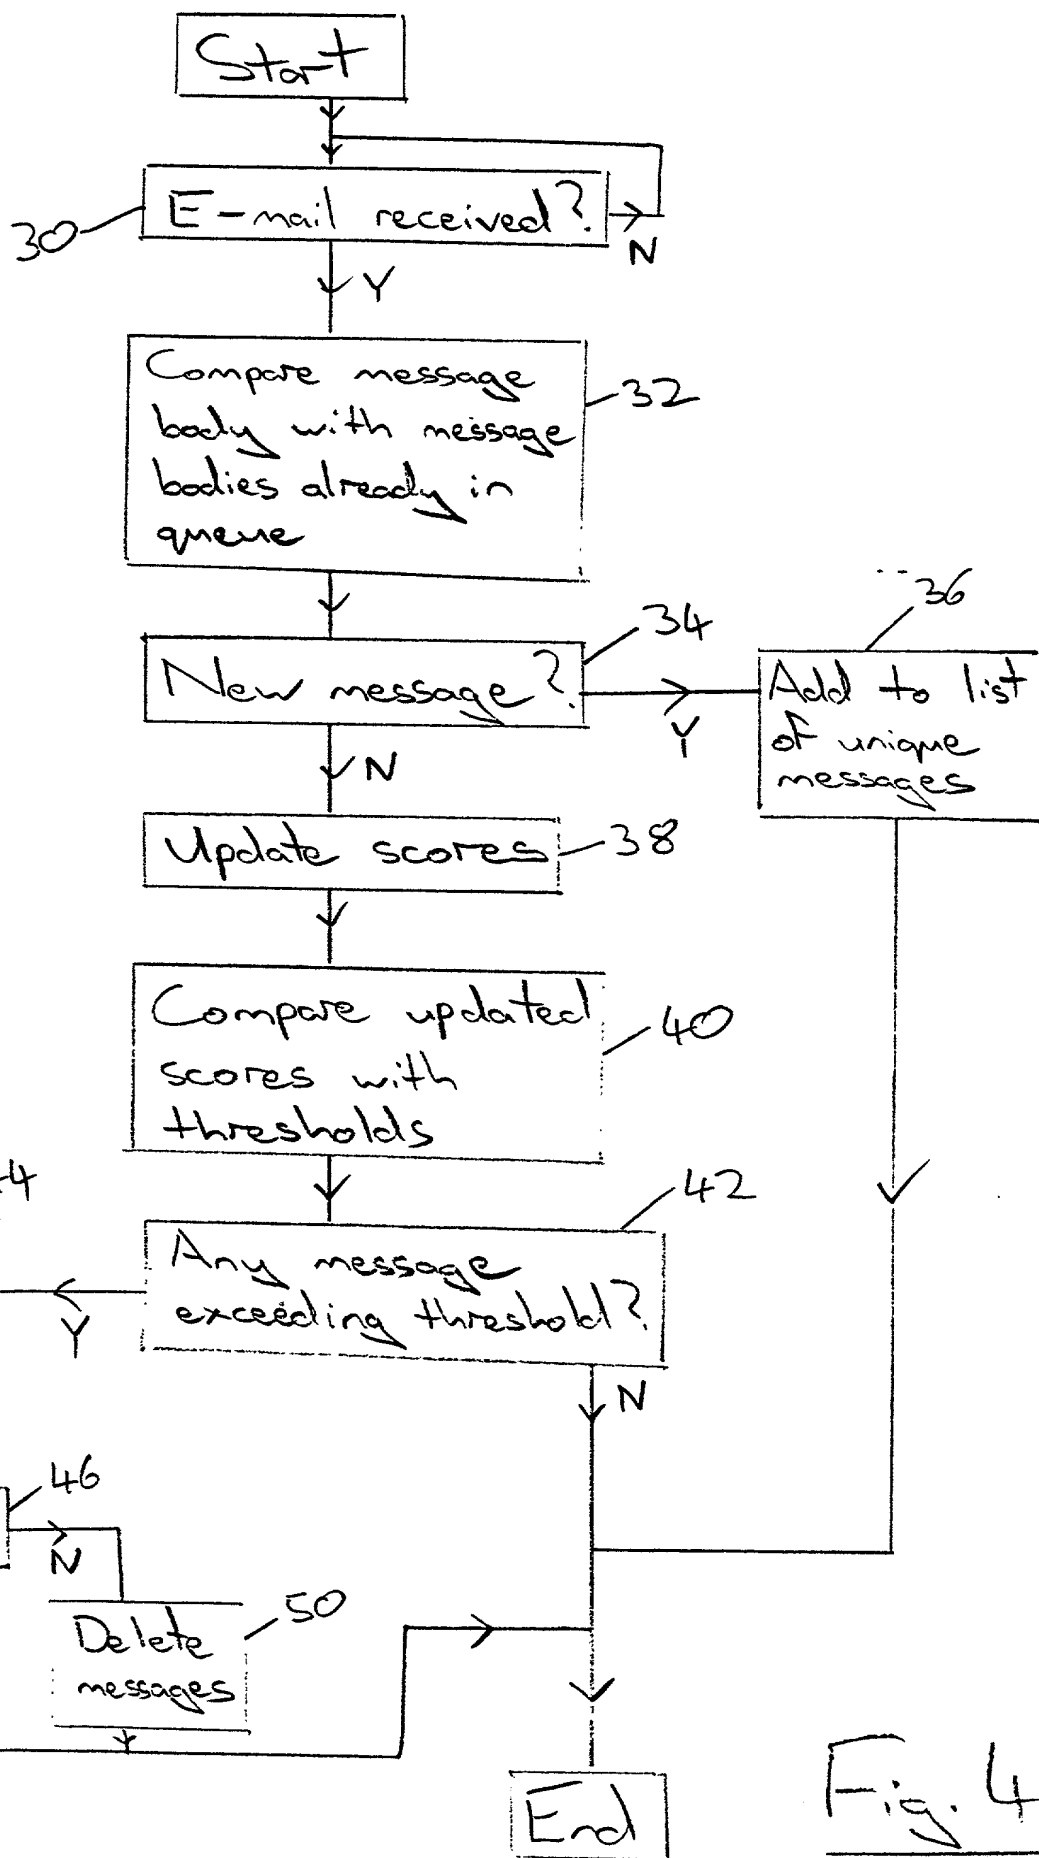 Start
E-mail received?
30
N
Y
Compare message
body with message
bodies already in
queue
32
New message?
34
Y
36
Add to list
of unique
messages
N
Update scores
38
Compare updated
scores with
thresholds
40
Any message
exceeding threshold?
42
4
Y
N
46
N
Delete
messages
50
End
Fig. 4